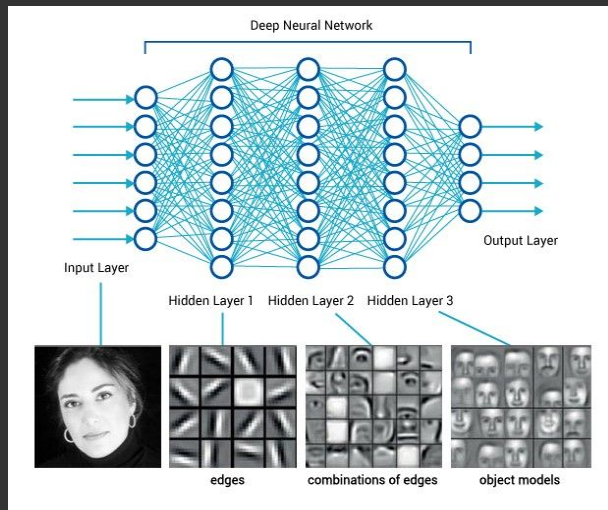 Deep Neural Network
Input Layer
Output Layer
Hidden Layer 1 Hidden Layer 2 Hidden Layer 3
edges
combinations of edges
object models